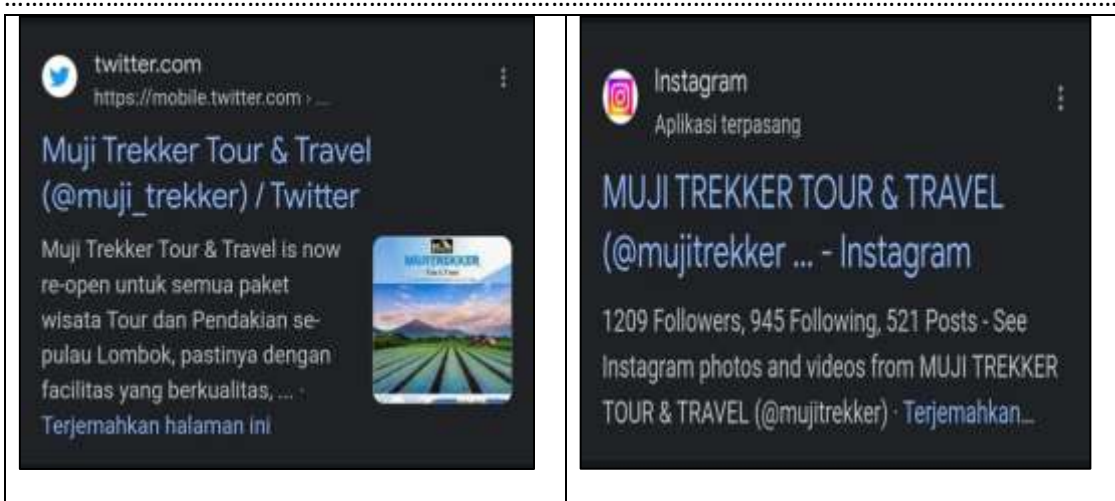 twitter.com
https://mobile.twitter.com › ...
Muji Trekker Tour & Travel
(@muji_trekker) / Twitter
Muji Trekker Tour & Travel is now
re-open untuk semua paket
wisata Tour dan Pendakian se-
pulau Lombok, pastinya dengan
facilitas yang berkualitas, ... ·
Terjemahkan halaman ini
MUJITREKKER
Instagram
Aplikasi terpasang
MUJI TREKKER TOUR & TRAVEL
(@mujitrekker ... - Instagram
1209 Followers, 945 Following, 521 Posts - See
Instagram photos and videos from MUJI TREKKER
TOUR & TRAVEL (@mujitrekker) · Terjemahkan...